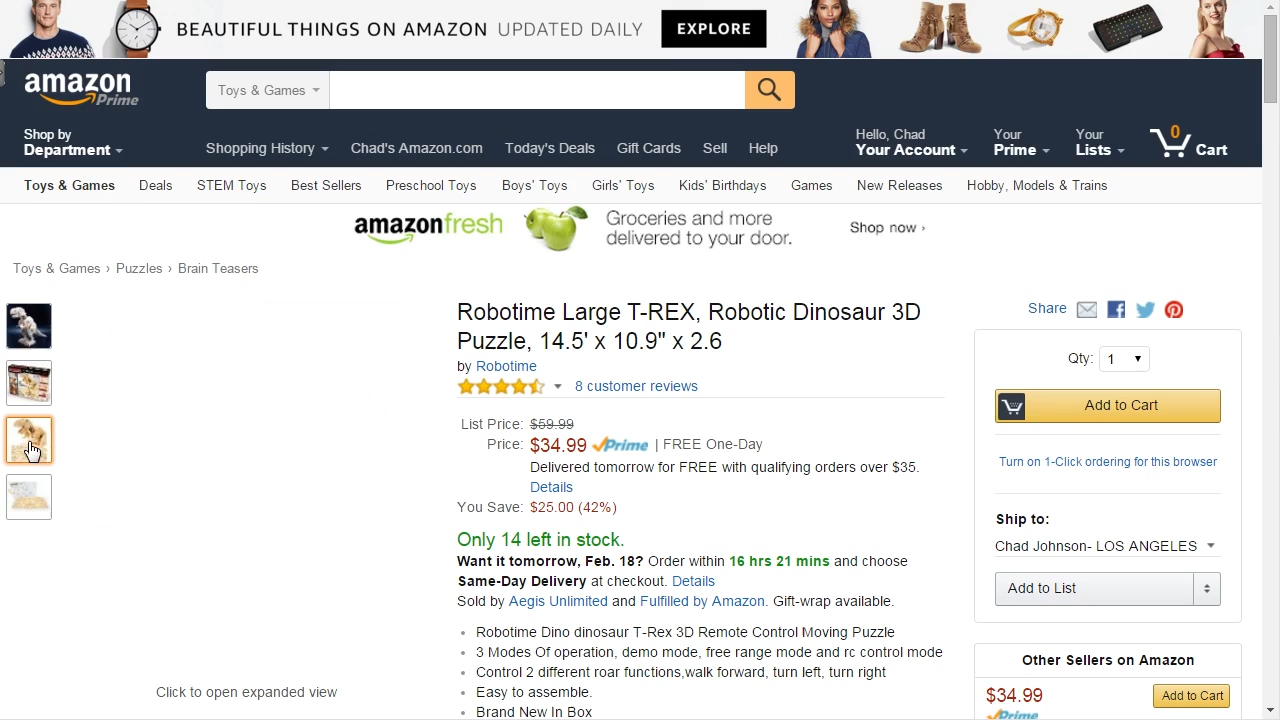 BEAUTIFUL THINGS ON AMAZON UPDATED DAILY EXPLORE
amazon Prime
Toys & Games
Shop by
Department
Shopping History
Chad's Amazon.com
Today's Deals
Gift Cards
Sell
Help
Hello, Chad
Your Account
Your
Prime
Your
Lists
0
Cart
Toys & Games
Deals
STEM Toys
Best Sellers
Preschool Toys
Boys' Toys
Girls' Toys
Kids' Birthdays
Games
New Releases
Hobby, Models & Trains
amazonfresh
Groceries and more
delivered to your door.
Shop now ›
Toys & Games › Puzzles › Brain Teasers
Click to open expanded view
Robotime Large T-REX, Robotic Dinosaur 3D
Puzzle, 14.5' x 10.9" x 2.6
by Robotime
8 customer reviews
List Price: $59.99
Price: $34.99 Prime | FREE One-Day
Delivered tomorrow for FREE with qualifying orders over $35.
Details
You Save: $25.00 (42%)
Only 14 left in stock.
Want it tomorrow, Feb. 18? Order within 16 hrs 21 mins and choose
Same-Day Delivery at checkout. Details
Sold by Aegis Unlimited and Fulfilled by Amazon. Gift-wrap available.
• Robotime Dino dinosaur T-Rex 3D Remote Control Moving Puzzle
• 3 Modes Of operation, demo mode, free range mode and rc control mode
• Control 2 different roar functions,walk forward, turn left, turn right
• Easy to assemble.
• Brand New In Box
Share
Qty: 1
Add to Cart
Turn on 1-Click ordering for this browser
Ship to:
Chad Johnson- LOS ANGELES
Add to List
Other Sellers on Amazon
$34.99
Add to Cart
Prime